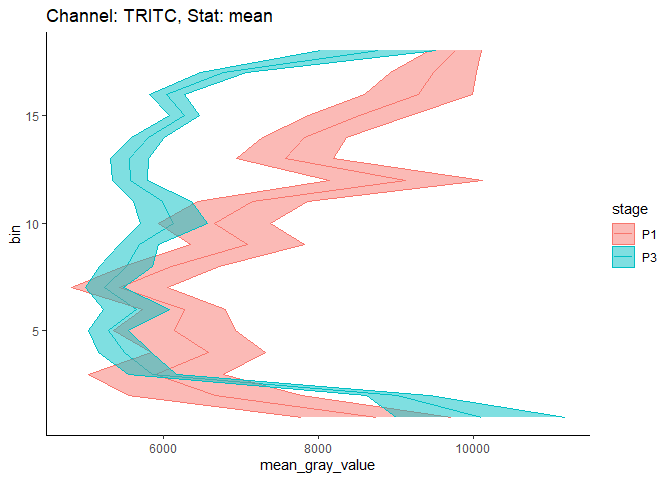 Channel: TRITC, Stat: mean
15
10
5
bin
6000 8000 10000
mean_gray_value
stage
P1
P3